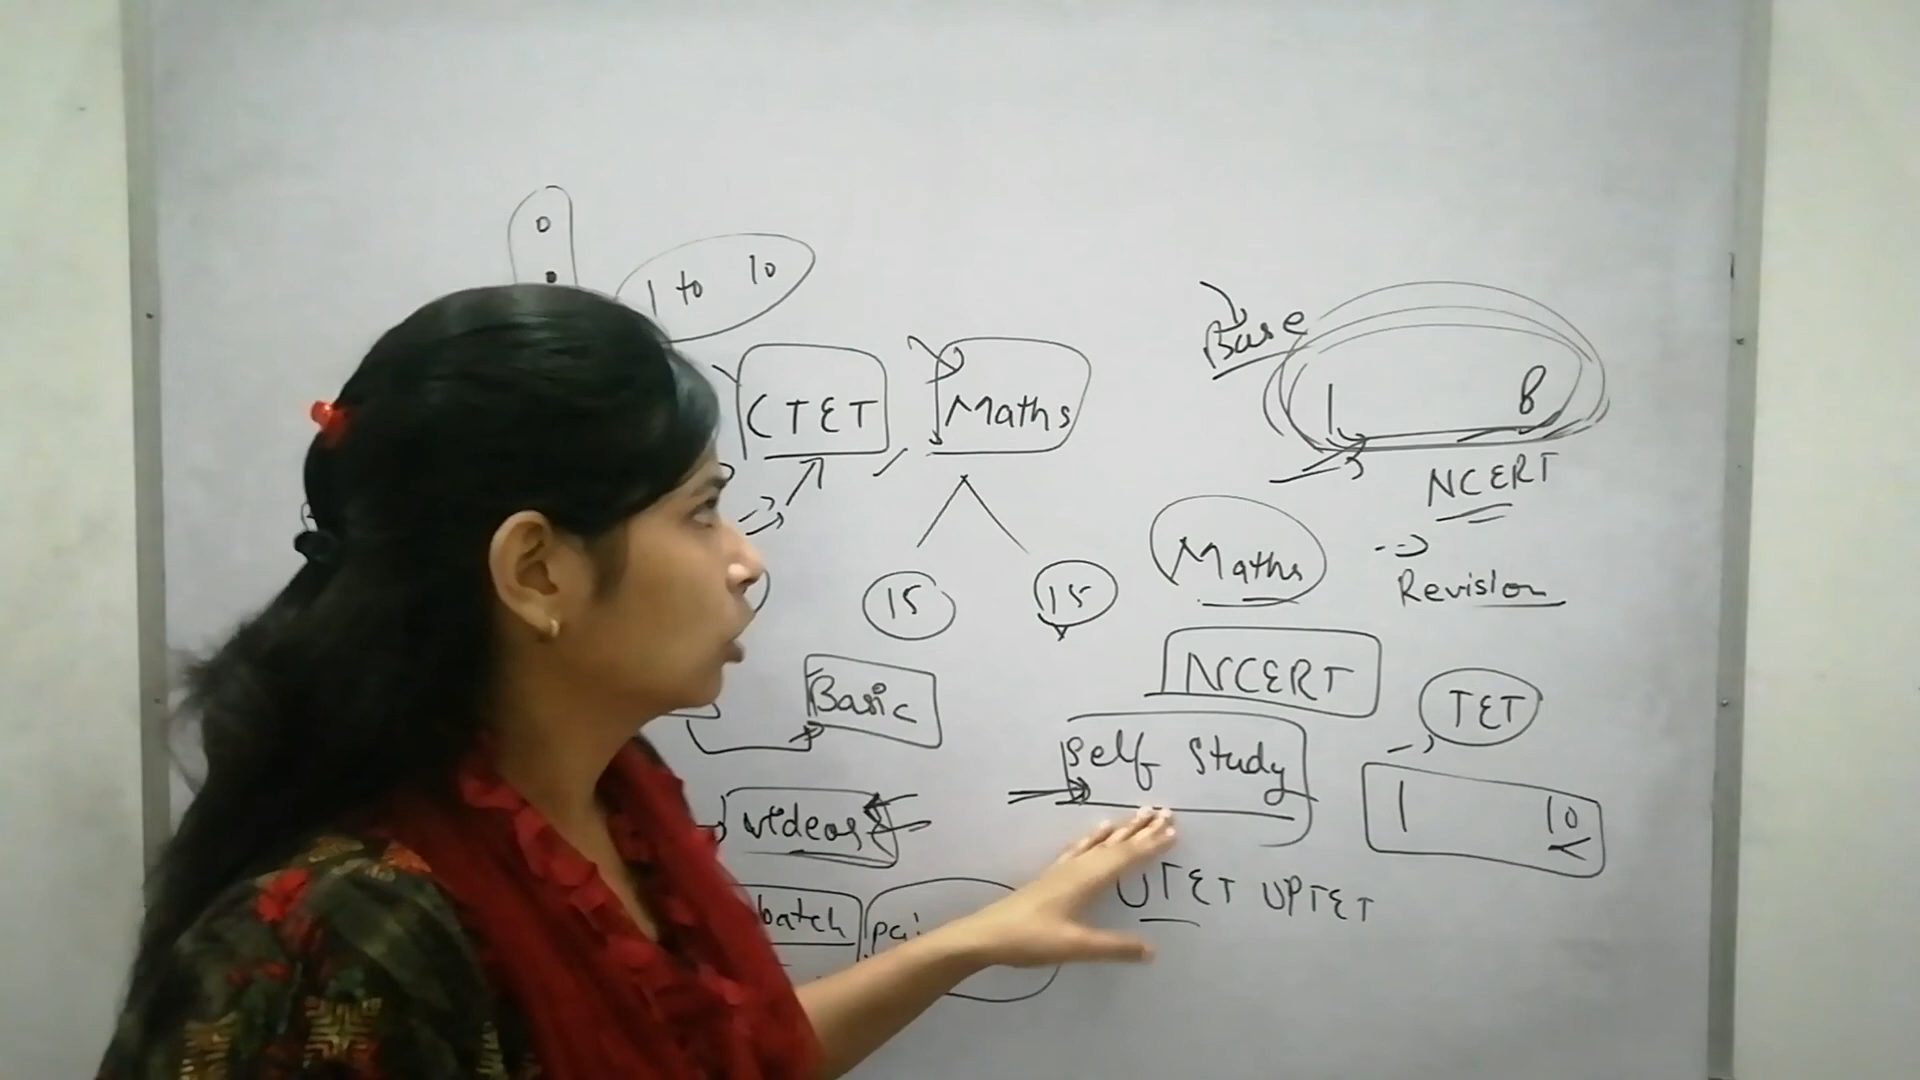 1 to 10
Base
1 8
CTET Maths
NCERT
Maths
Revision
15 15
NCERT
Basic
TET
Self Study
videos
1 10
batch
UTET UPTET